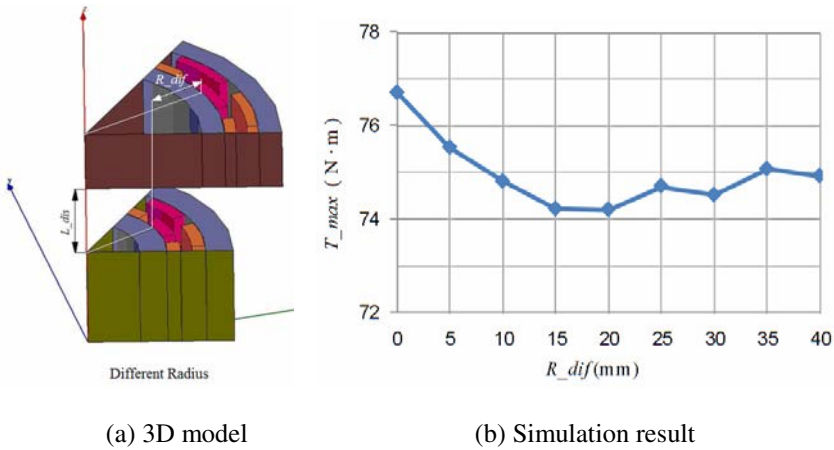 z
R_dif
Y
L_dis
Different Radius
78
76
74
72
T_max ( N · m )
0 5 10 15 20 25 30 35 40
R_dif(mm)
(a) 3D model
(b) Simulation result